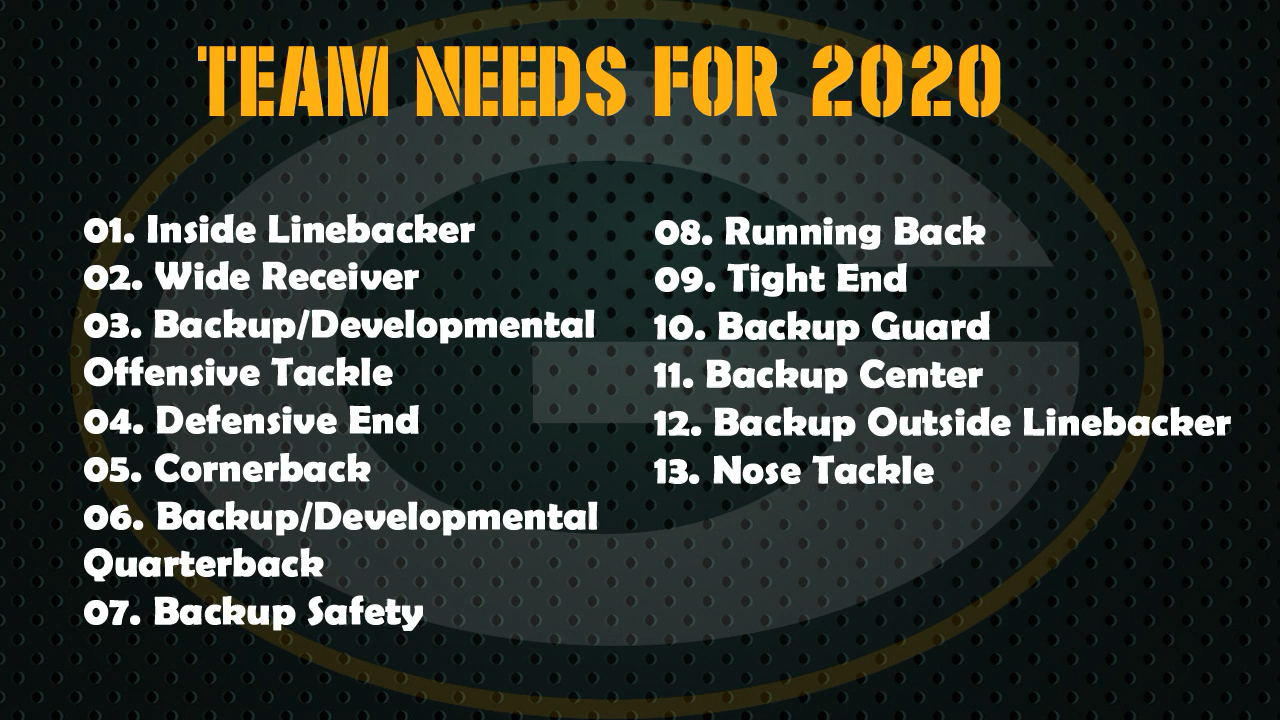 TEAM NEEDS FOR 2020
01. Inside Linebacker
02. Wide Receiver
03. Backup/Developmental
Offensive Tackle
04. Defensive End
05. Cornerback
06. Backup/Developmental
Quarterback
07. Backup Safety
08. Running Back
09. Tight End
10. Backup Guard
11. Backup Center
12. Backup Outside Linebacker
13. Nose Tackle